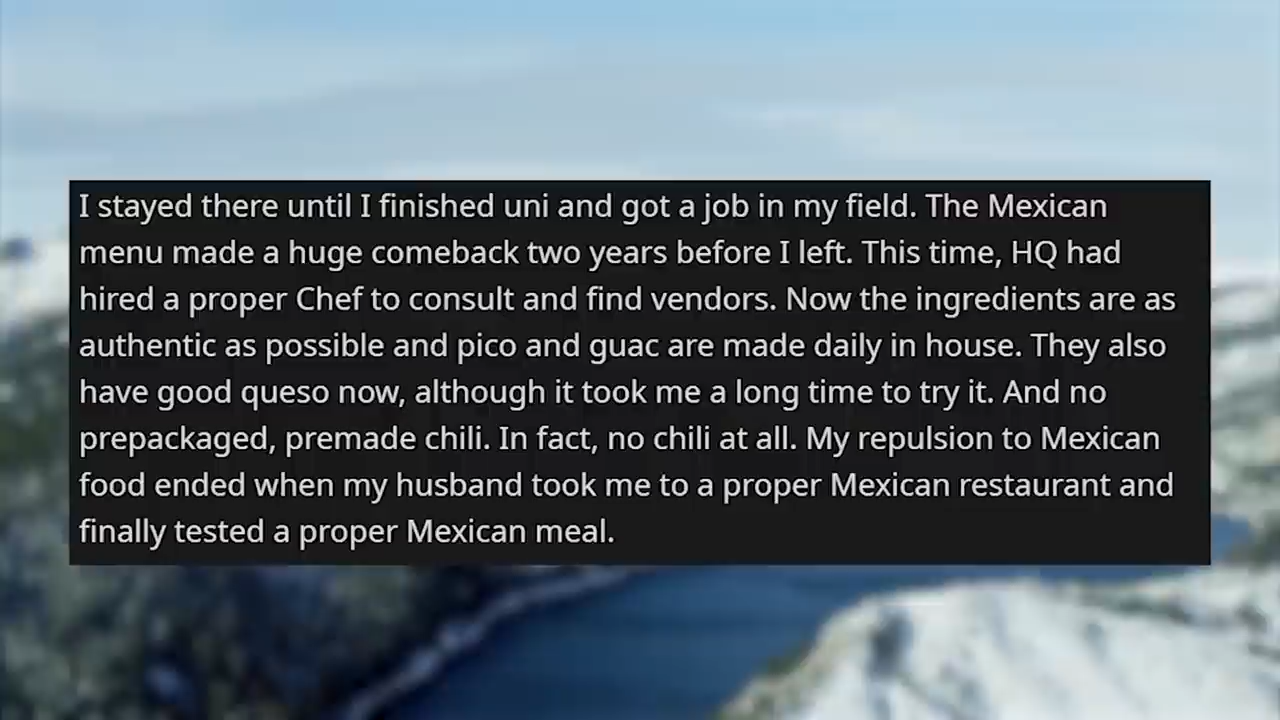 I stayed there until I finished uni and got a job in my field. The Mexican
menu made a huge comeback two years before I left. This time, HQ had
hired a proper Chef to consult and find vendors. Now the ingredients are as
authentic as possible and pico and guac are made daily in house. They also
have good queso now, although it took me a long time to try it. And no
prepackaged, premade chili. In fact, no chili at all. My repulsion to Mexican
food ended when my husband took me to a proper Mexican restaurant and
finally tested a proper Mexican meal.